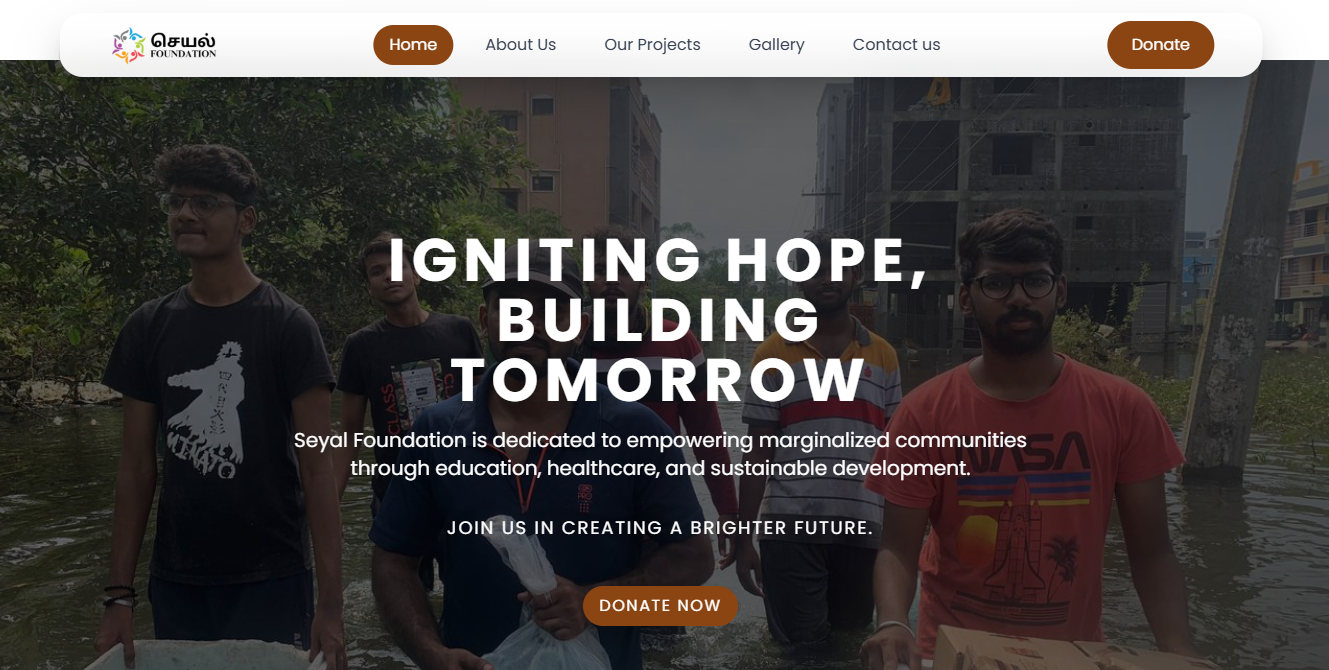 செயல்
FOUNDATION
Home
About Us
Our Projects
Gallery
Contact us
Donate
IGNITING HOPE,
BUILDING
TOMORROW
Seyal Foundation is dedicated to empowering marginalized communities
through education, healthcare, and sustainable development.
JOIN US IN CREATING A BRIGHTER FUTURE.
DONATE NOW
NASA